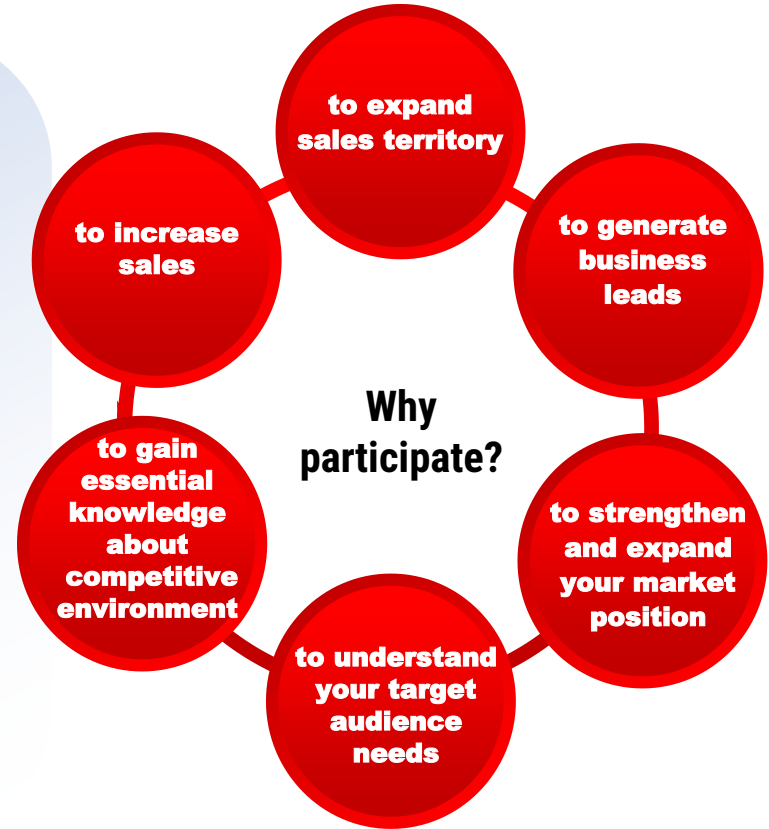 to expand
sales territory
to generate
business
leads
to strengthen
and expand
your market
position
to understand
your target
audience
needs
to gain
essential
knowledge
about
competitive
environment
to increase
sales
Why
participate?